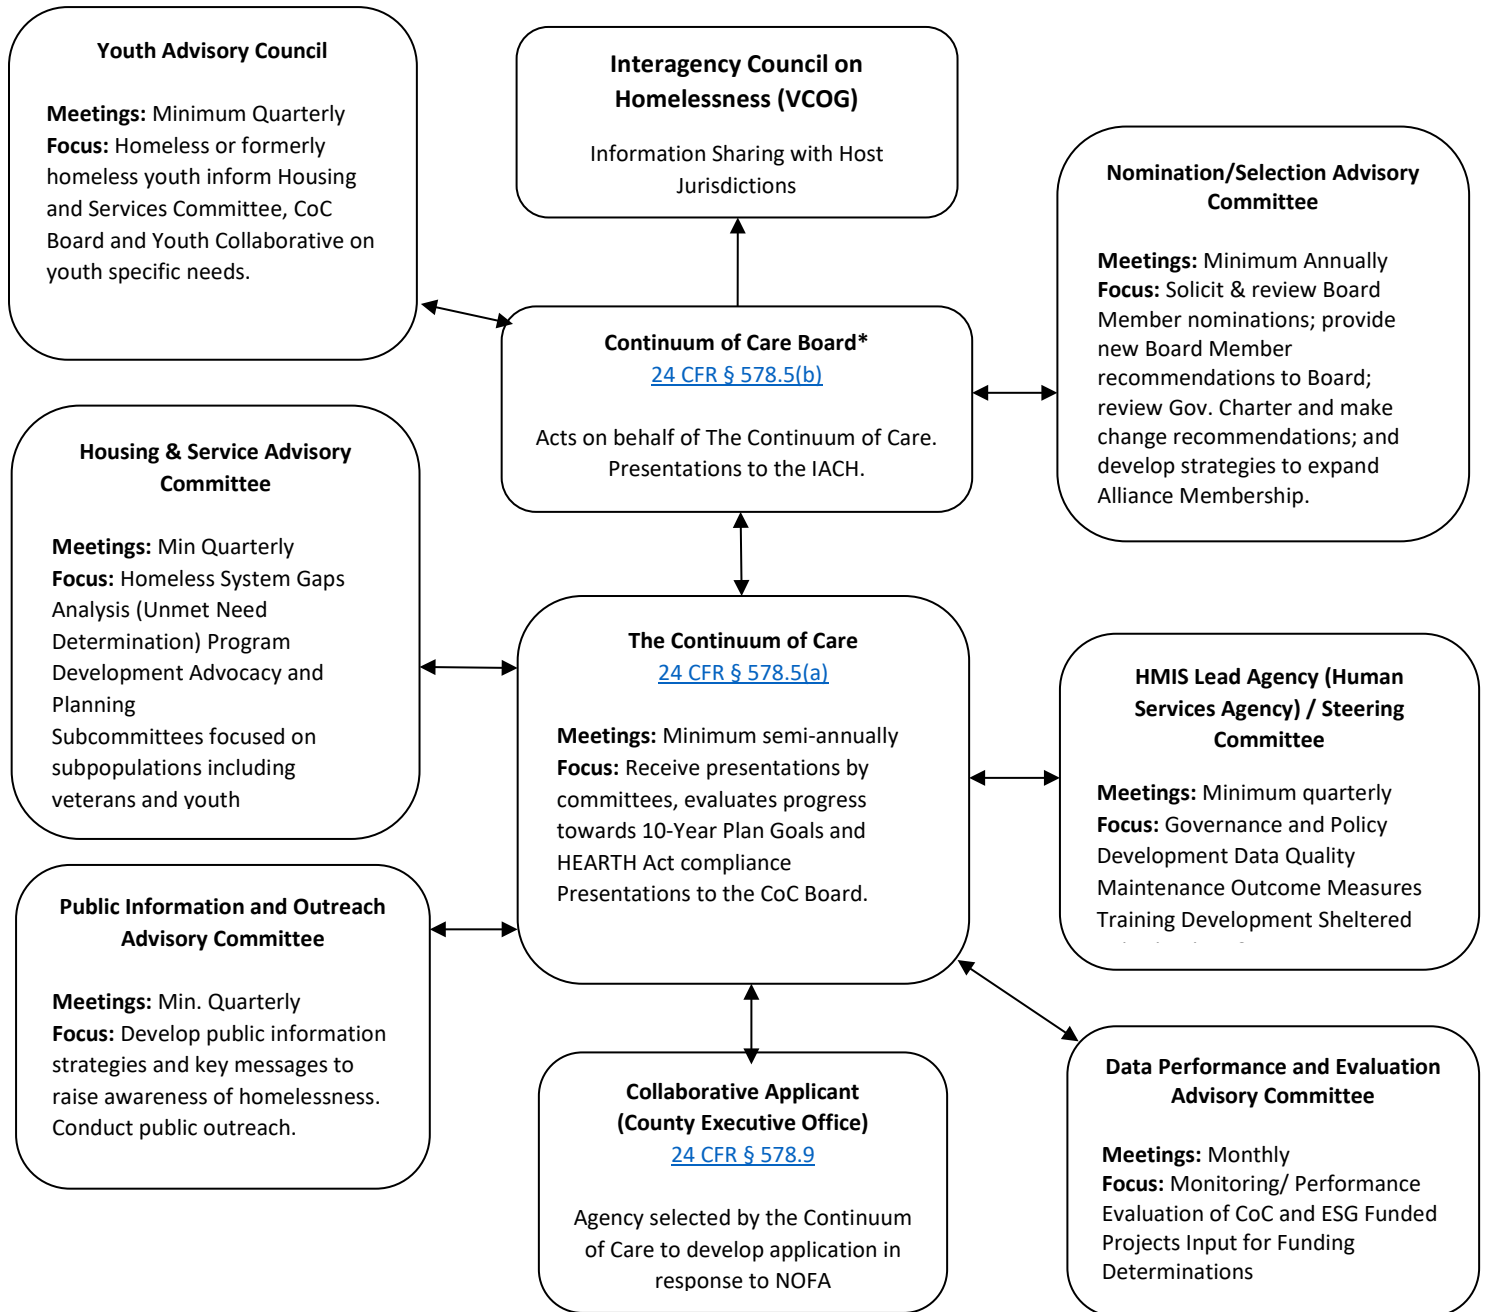 Youth Advisory Council
Meetings: Minimum Quarterly
Focus: Homeless or formerly
homeless youth inform Housing
and Services Committee, CoC
Board and Youth Collaborative on
youth specific needs.
Interagency Council on
Homelessness (VCOG)
Information Sharing with Host
Jurisdictions
Nomination/Selection Advisory
Committee
Meetings: Minimum Annually
Focus: Solicit & review Board
Member nominations; provide
new Board Member
recommendations to Board;
review Gov. Charter and make
change recommendations; and
develop strategies to expand
Alliance Membership.
Continuum of Care Board*
24 CFR § 578.5(b)
Acts on behalf of The Continuum of Care.
Presentations to the IACH.
Housing & Service Advisory
Committee
Meetings: Min Quarterly
Focus: Homeless System Gaps
Analysis (Unmet Need
Determination) Program
Development Advocacy and
Planning
Subcommittees focused on
subpopulations including
veterans and youth
The Continuum of Care
24 CFR § 578.5(a)
Meetings: Minimum semi-annually
Focus: Receive presentations by
committees, evaluates progress
towards 10-Year Plan Goals and
HEARTH Act compliance
Presentations to the CoC Board.
HMIS Lead Agency (Human
Services Agency) / Steering
Committee
Meetings: Minimum quarterly
Focus: Governance and Policy
Development Data Quality
Maintenance Outcome Measures
Training Development Sheltered
Public Information and Outreach
Advisory Committee
Meetings: Min. Quarterly
Focus: Develop public information
strategies and key messages to
raise awareness of homelessness.
Conduct public outreach.
Collaborative Applicant
(County Executive Office)
24 CFR § 578.9
Agency selected by the Continuum
of Care to develop application in
response to NOFA
Data Performance and Evaluation
Advisory Committee
Meetings: Monthly
Focus: Monitoring/ Performance
Evaluation of CoC and ESG Funded
Projects Input for Funding
Determinations